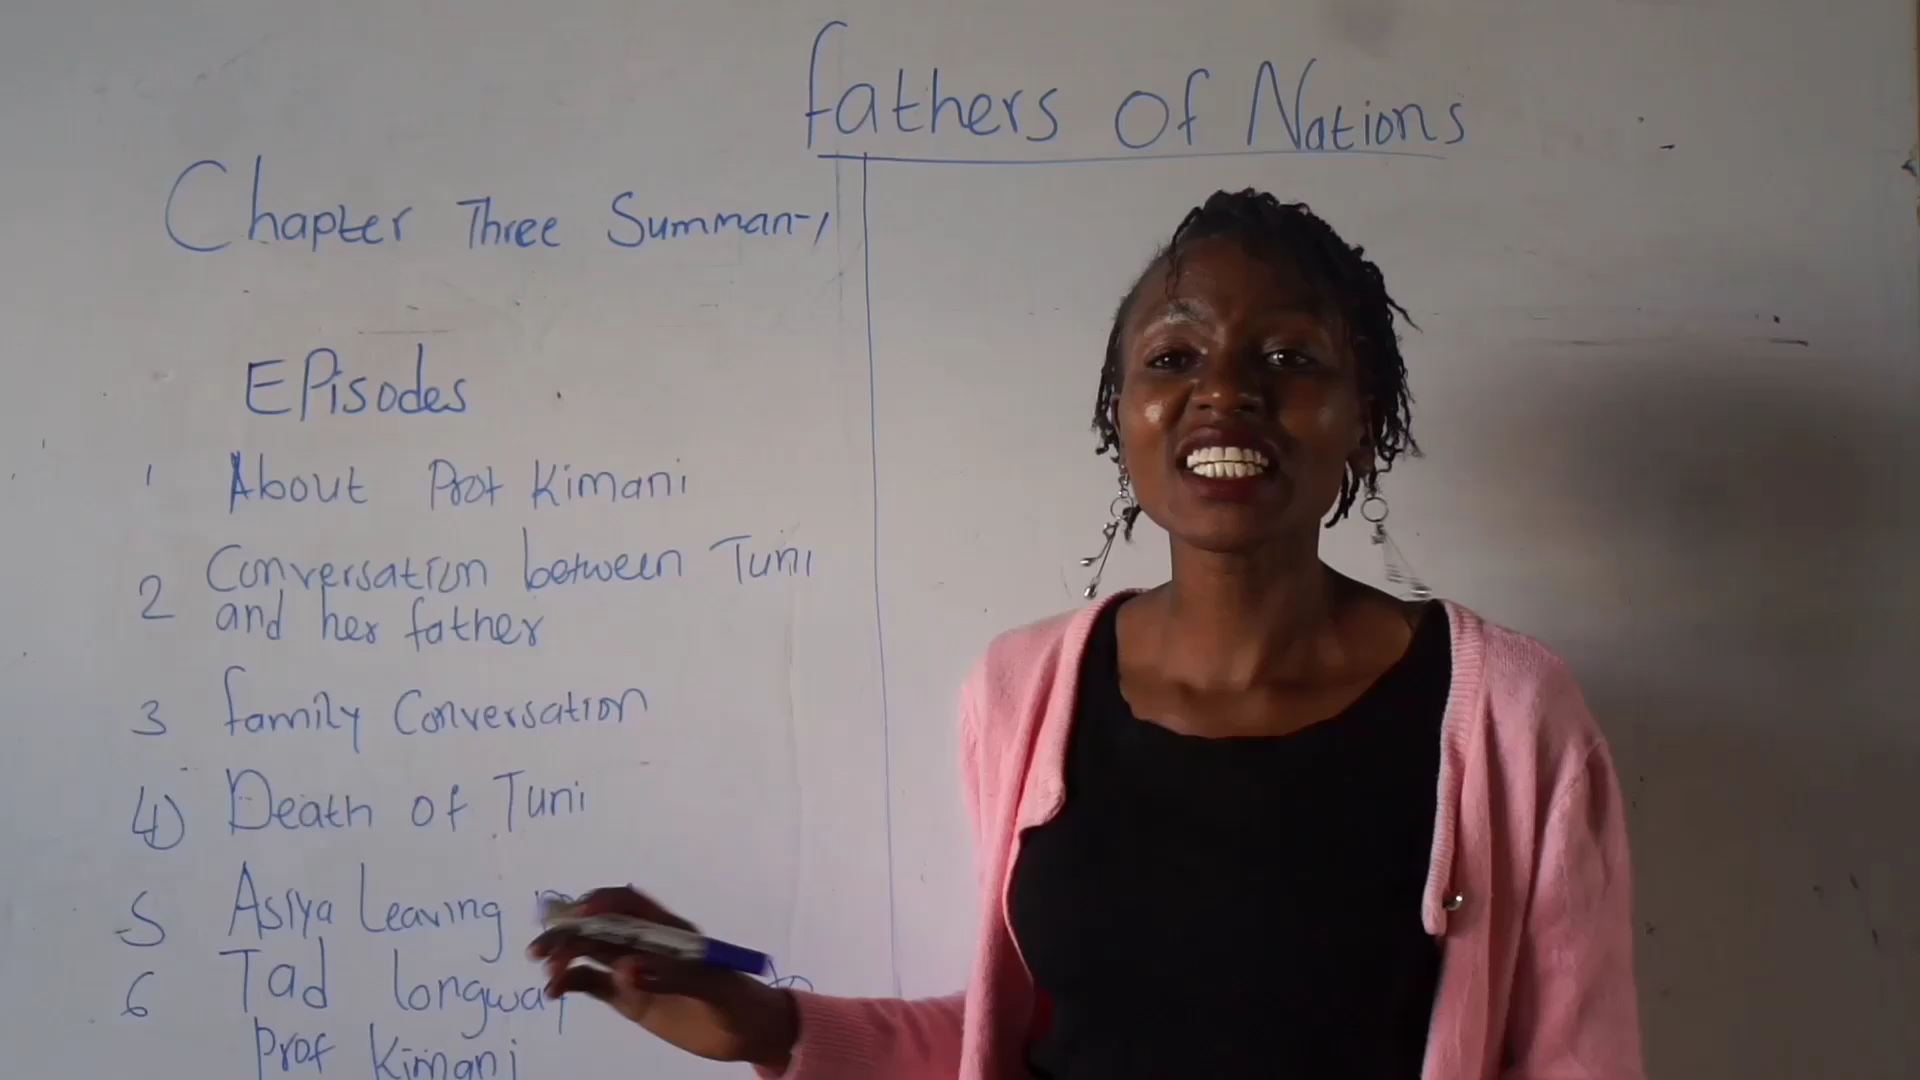 Fathers Of Nations
Chapter Three Summary
EPisodes
1 About Prof Kimani
2 Conversation between Tuni
and her father
3 family Conversation
4) Death of Tuni
5 Asiya Leaving
6 Tad longway
Prof Kimani